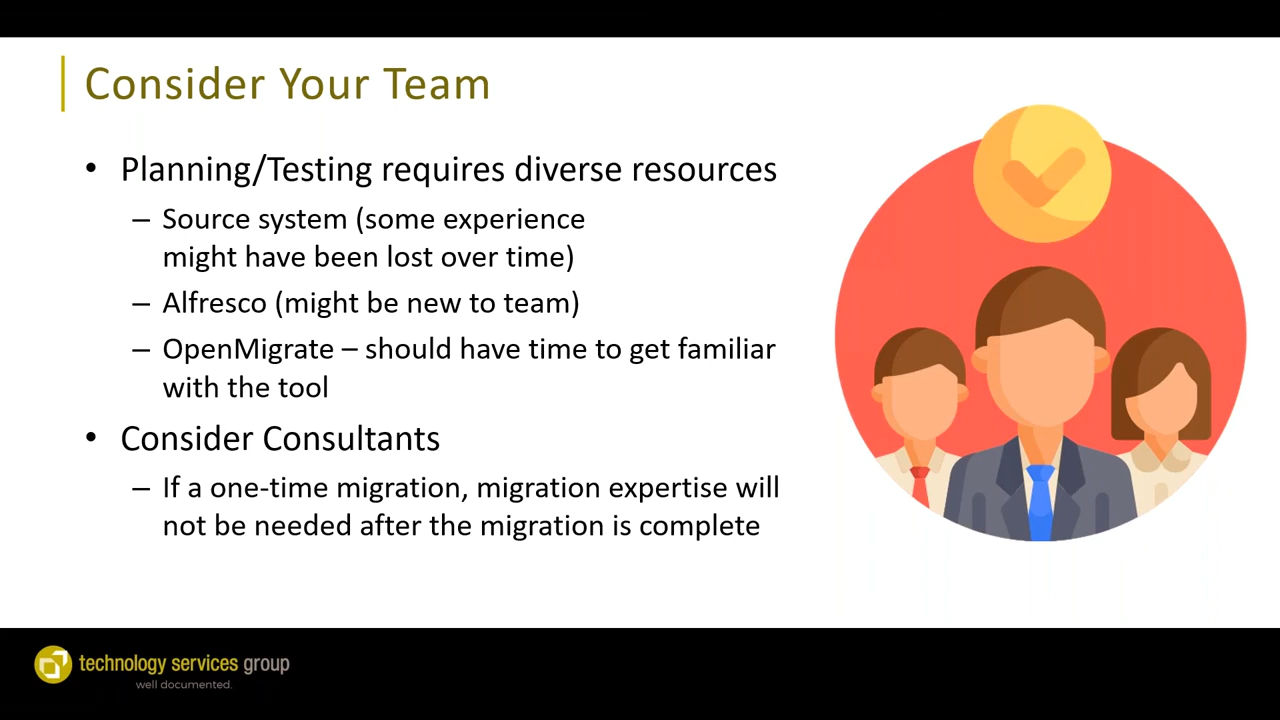 Consider Your Team
• Planning/Testing requires diverse resources
– Source system (some experience
might have been lost over time)
– Alfresco (might be new to team)
– OpenMigrate – should have time to get familiar
with the tool
• Consider Consultants
– If a one-time migration, migration expertise will
not be needed after the migration is complete
technology services group
well documented.